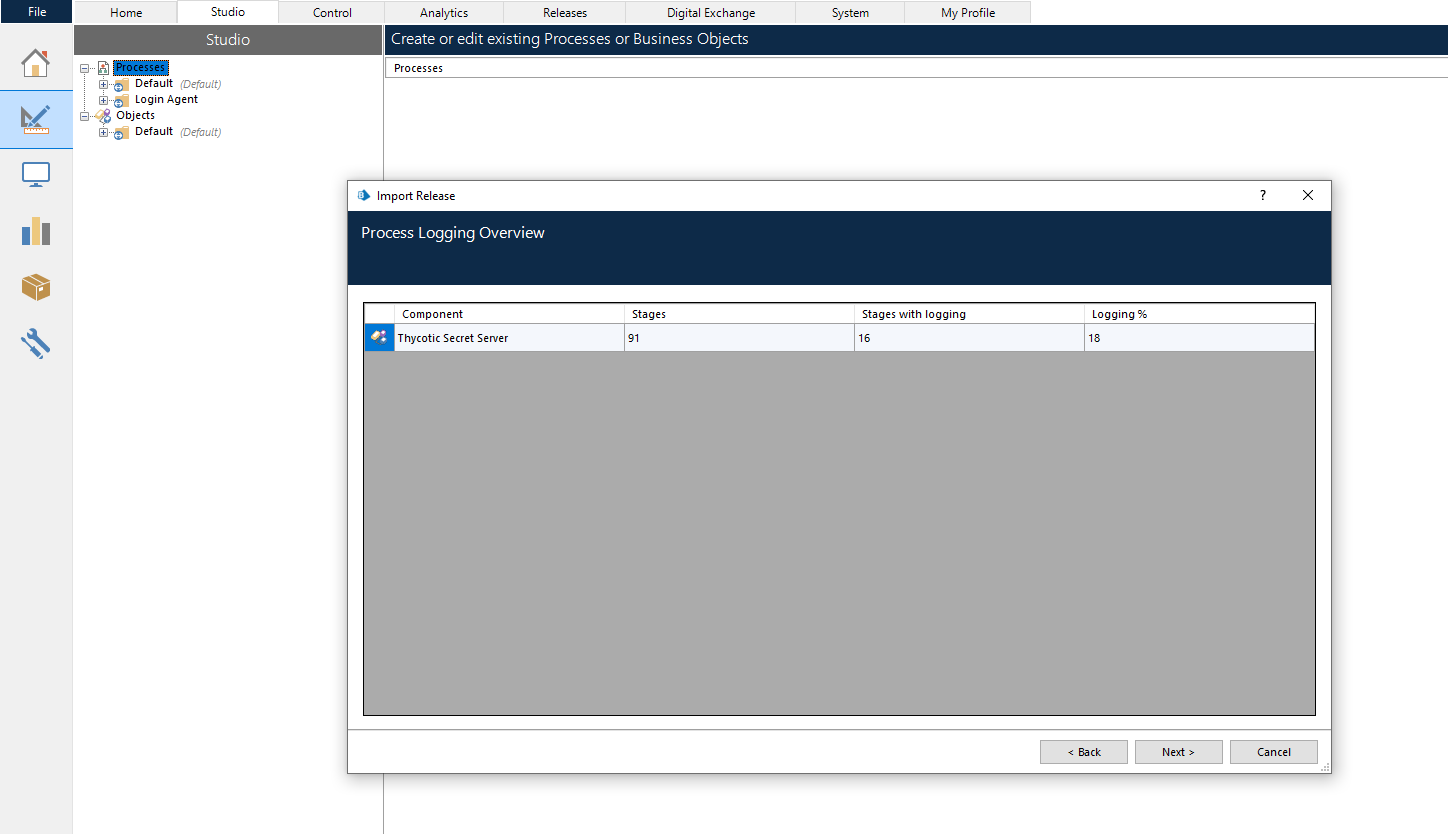 File Home Studio Control Analytics Releases Digital Exchange System My Profile
Studio
Create or edit existing Processes or Business Objects
Processes
Processes
Default (Default)
Login Agent
Objects
Default (Default)
Import Release ?
Process Logging Overview
Component Stages Stages with logging Logging %
Thycotic Secret Server 91 16 18
< Back Next > Cancel